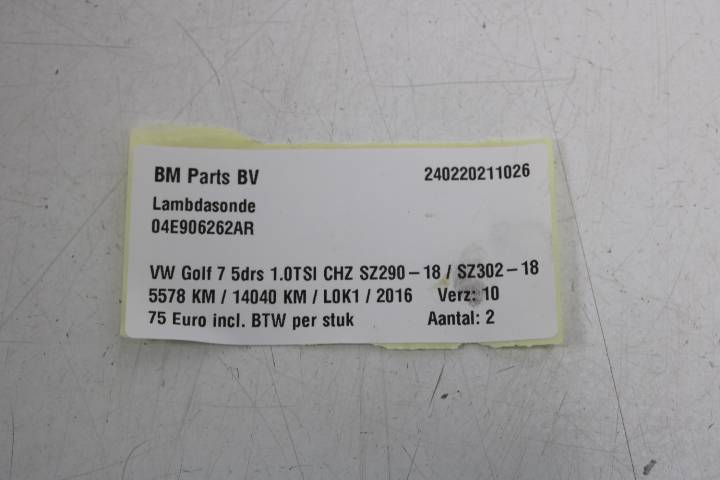 BM Parts BV 240220211026
Lambdasonde
04E906262AR
VW Golf 7 5drs 1.0TSI CHZ SZ290-18 / SZ302-18
5578 KM / 14040 KM / L0K1 / 2016 Verz: 10
75 Euro incl. BTW per stuk Aantal: 2